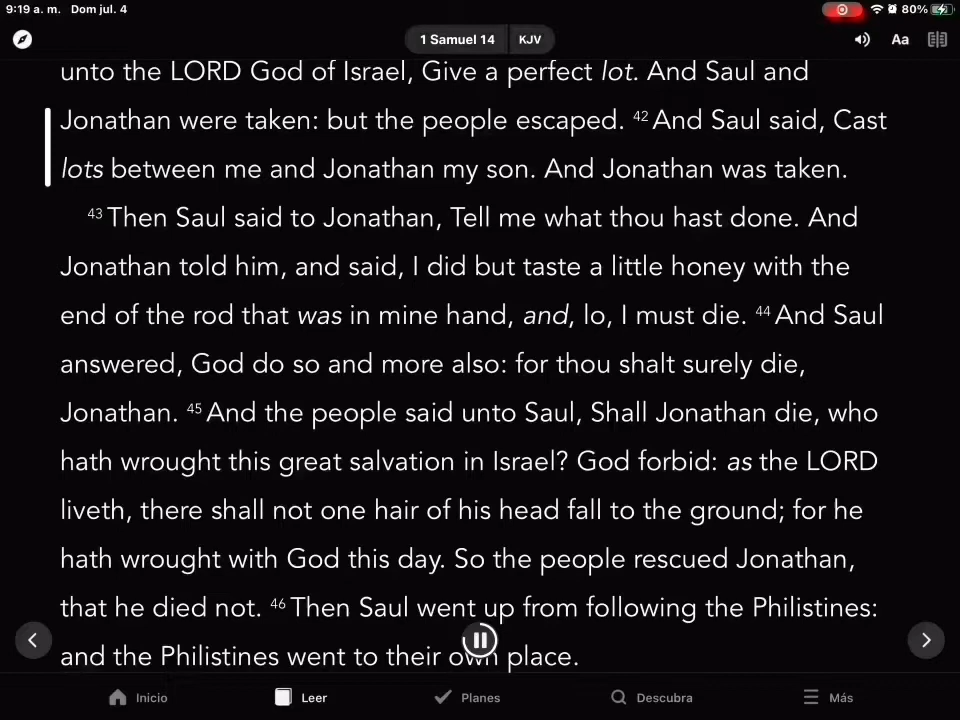 9:19 a. m. Dom jul. 4 80%
1 Samuel 14 KJV Aa
unto the LORD God of Israel, Give a perfect lot. And Saul and
Jonathan were taken: but the people escaped. 42 And Saul said, Cast
lots between me and Jonathan my son. And Jonathan was taken.
43 Then Saul said to Jonathan, Tell me what thou hast done. And
Jonathan told him, and said, I did but taste a little honey with the
end of the rod that was in mine hand, and, lo, I must die. 44 And Saul
answered, God do so and more also: for thou shalt surely die,
Jonathan. 45 And the people said unto Saul, Shall Jonathan die, who
hath wrought this great salvation in Israel? God forbid: as the LORD
liveth, there shall not one hair of his head fall to the ground; for he
hath wrought with God this day. So the people rescued Jonathan,
that he died not. 46 Then Saul went up from following the Philistines:
and the Philistines went to their own place.
Inicio Leer Planes Descubra Más